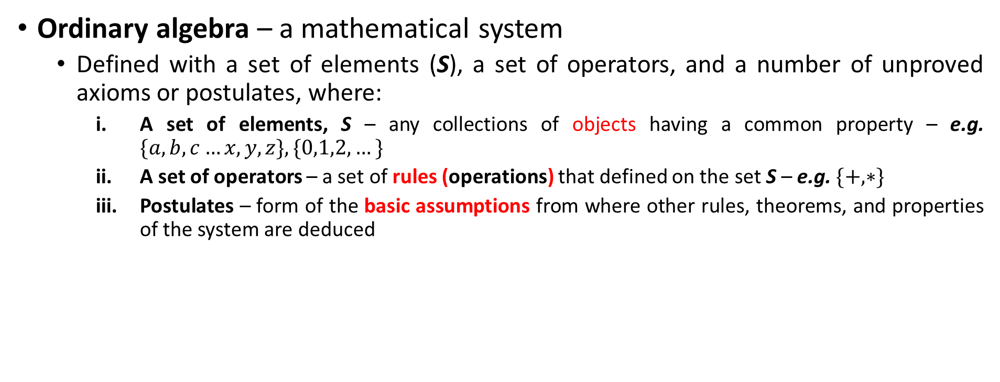 • Ordinary algebra – a mathematical system
• Defined with a set of elements (S), a set of operators, and a number of unproved
axioms or postulates, where:
i. A set of elements, S – any collections of objects having a common property – e.g.
{a, b, c … x, y, z}, {0,1,2, … }
ii. A set of operators – a set of rules (operations) that defined on the set S – e.g. {+,∗}
iii. Postulates – form of the basic assumptions from where other rules, theorems, and properties
of the system are deduced